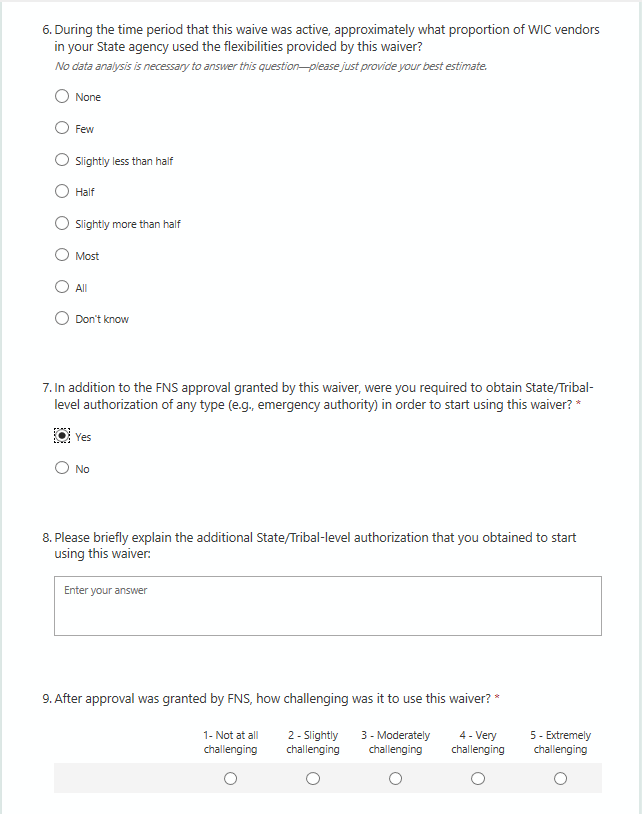 6. During the time period that this waive was active, approximately what proportion of WIC vendors
in your State agency used the flexibilities provided by this waiver?
No data analysis is necessary to answer this question—please just provide your best estimate.
None
Few
Slightly less than half
Half
Slightly more than half
Most
All
Don't know
7. In addition to the FNS approval granted by this waiver, were you required to obtain State/Tribal-
level authorization of any type (e.g., emergency authority) in order to start using this waiver? *
Yes
No
8. Please briefly explain the additional State/Tribal-level authorization that you obtained to start
using this waiver:
Enter your answer
9. After approval was granted by FNS, how challenging was it to use this waiver? *
1- Not at all 2 - Slightly 3 - Moderately 4 - Very 5 - Extremely
challenging challenging challenging challenging challenging